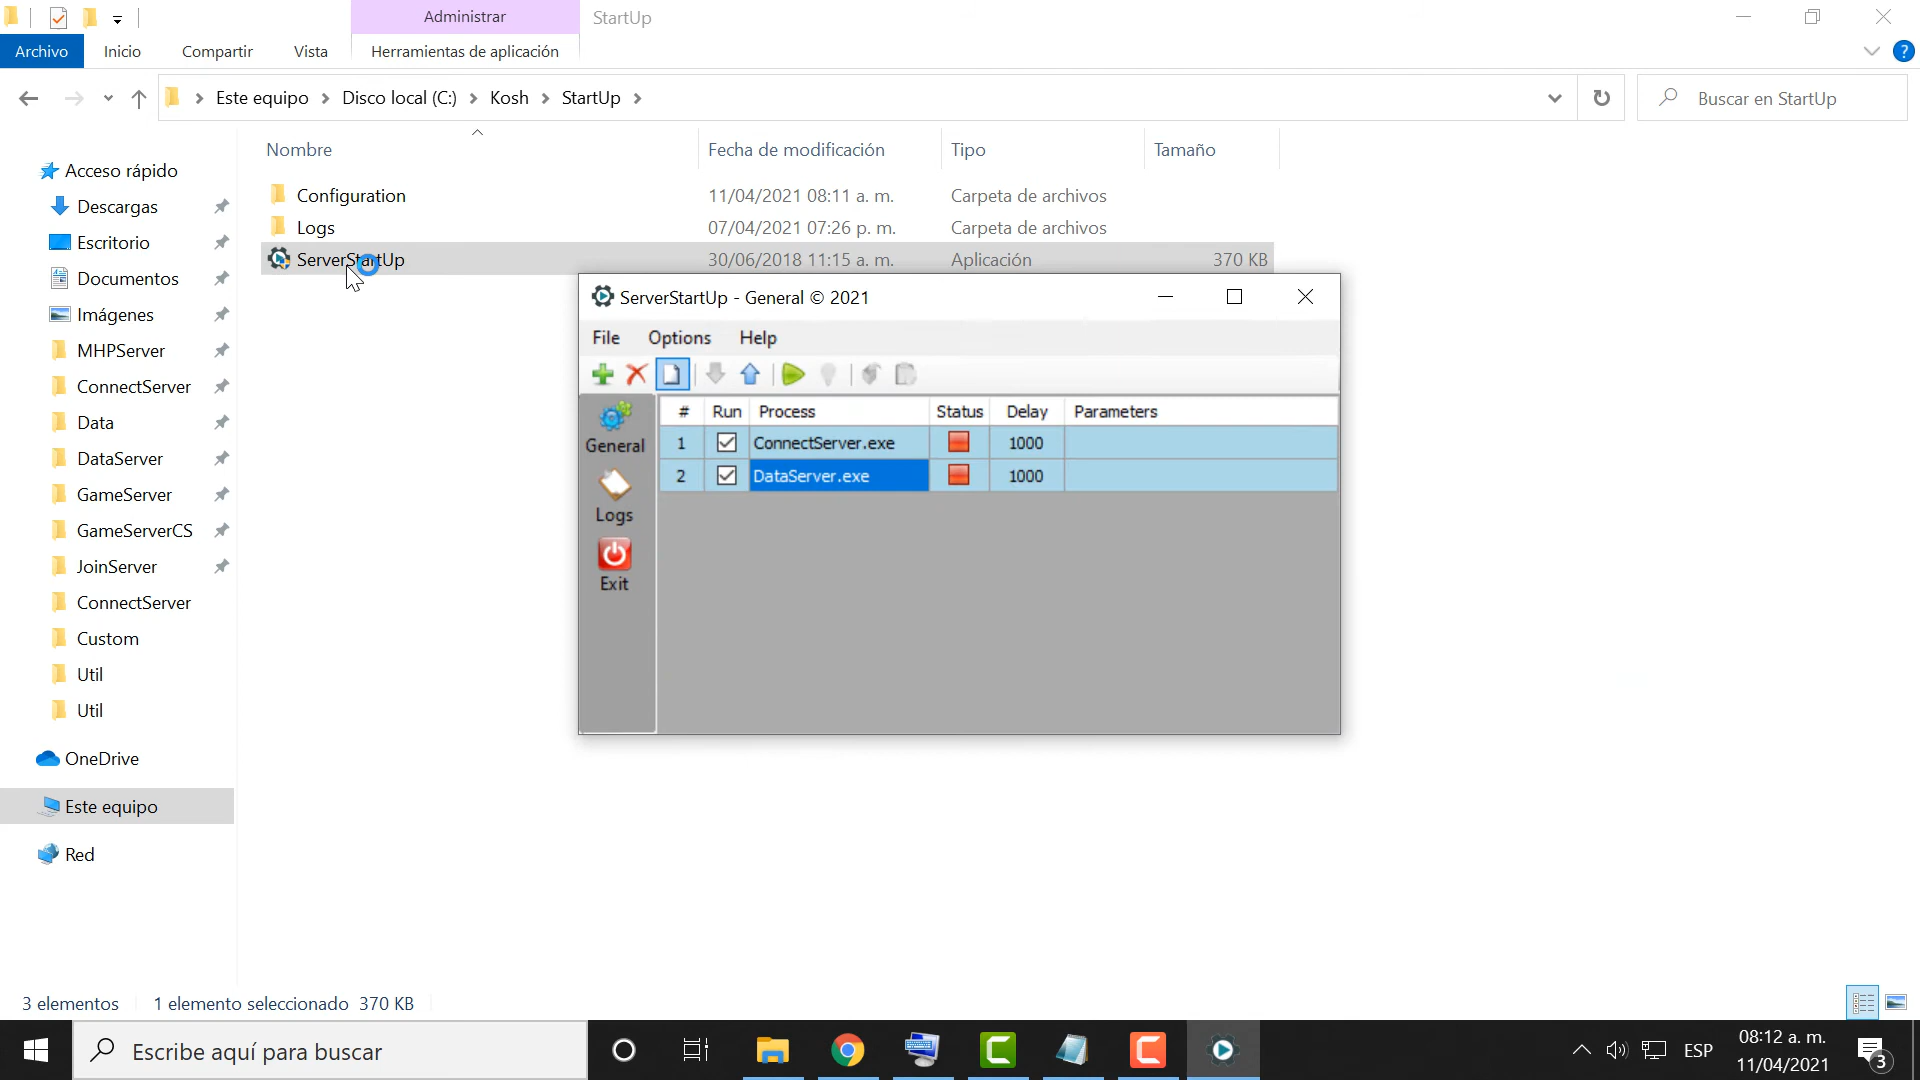 Administrar
StartUp
Archivo
Inicio
Compartir
Vista
Herramientas de aplicación
?
Este equipo
Disco local (C:)
Kosh
StartUp
Buscar en StartUp
Nombre
Fecha de modificación
Tipo
Tamaño
Configuration
11/04/2021 08:11 a. m.
Carpeta de archivos
Logs
07/04/2021 07:26 p. m.
Carpeta de archivos
ServerStartUp
30/06/2018 11:15 a. m.
Aplicación
370 KB
Acceso rápido
Descargas
Escritorio
Documentos
Imágenes
MHPServer
ConnectServer
Data
DataServer
GameServer
GameServerCS
JoinServer
ConnectServer
Custom
Util
Util
OneDrive
Este equipo
Red
ServerStartUp - General © 2021
File
Options
Help
General
Logs
Exit
# Run Process Status Delay Parameters
1 ConnectServer.exe 1000
2 DataServer.exe 1000
3 elementos
1 elemento seleccionado 370 KB
Escribe aquí para buscar
ESP
08:12 a. m.
11/04/2021
3